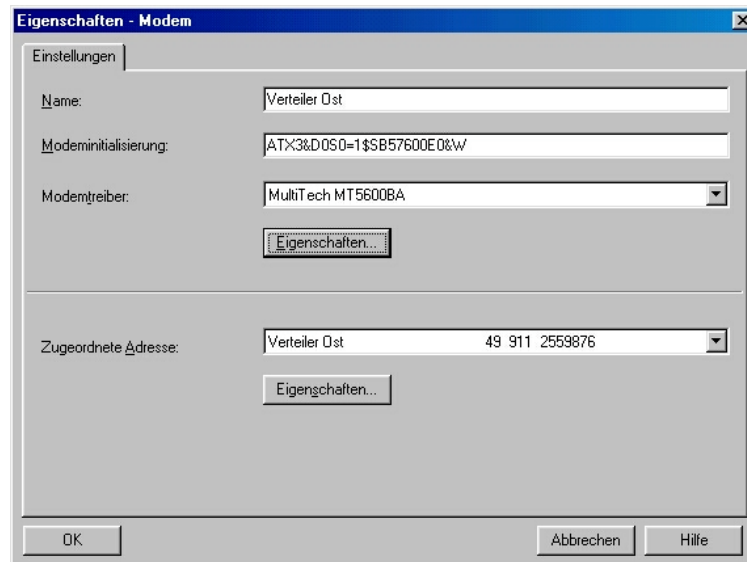 Eigenschaften - Modem
Einstellungen
Name: Verteiler Ost
Modeminitialisierung: ATX3&D0S0=1$SB57600E0&W
Modemtreiber: MultiTech MT5600BA
Eigenschaften...
Zugeordnete Adresse: Verteiler Ost 49 911 2559876
Eigenschaften...
OK Abbrechen Hilfe